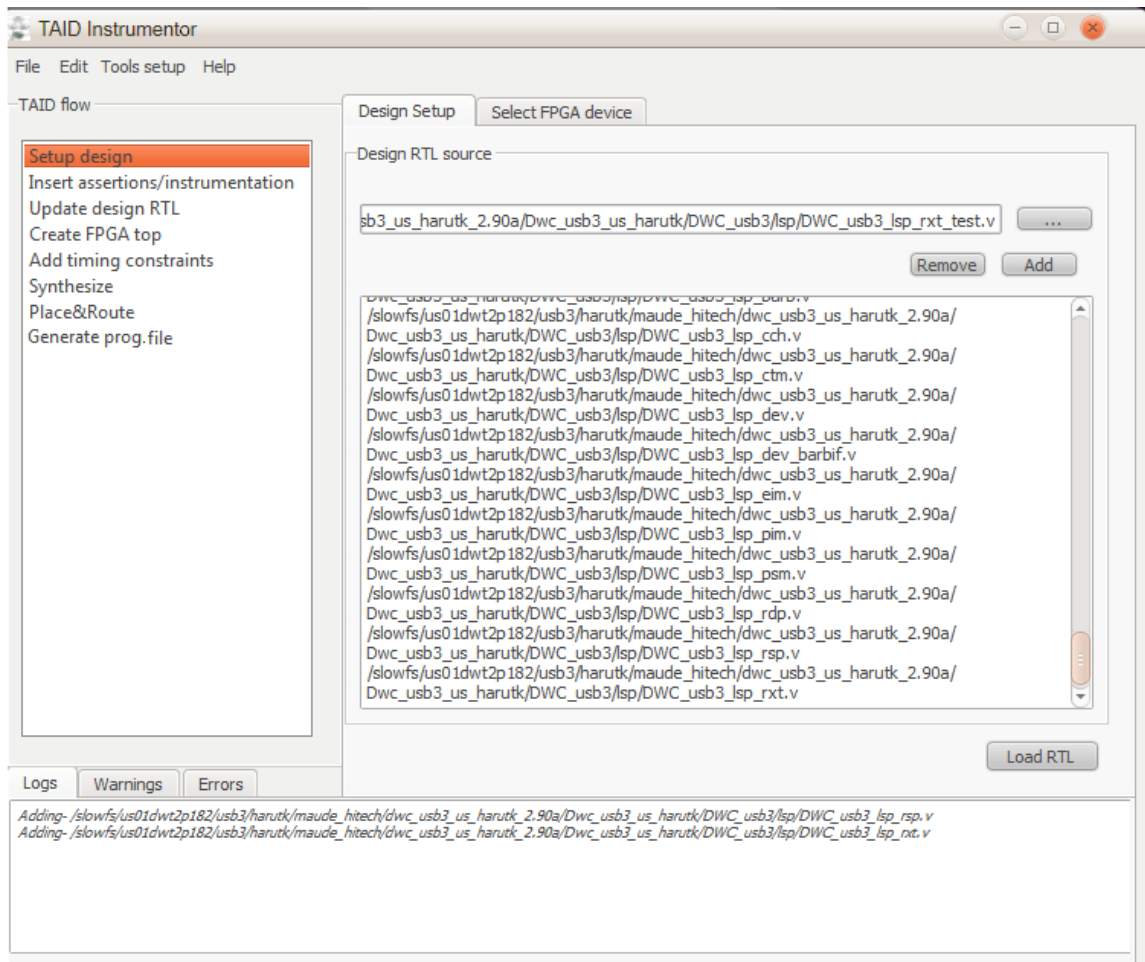 TAID Instrumentor
File Edit Tools setup Help
TAID flow
Setup design
Insert assertions/instrumentation
Update design RTL
Create FPGA top
Add timing constraints
Synthesize
Place&Route
Generate prog.file
Design Setup Select FPGA device
Design RTL source
sb3_us_harutk_2.90a/Dwc_usb3_us_harutk/DWC_usb3/lsp/DWC_usb3_lsp_rxt_test.v ...
Remove Add
Dwc_usb3_us_harutk/DWC_usb3/lsp/DWC_usb3_lsp_barb.v
/slowfs/us01dwt2p182/usb3/harutk/maude_hitech/dwc_usb3_us_harutk_2.90a/
Dwc_usb3_us_harutk/DWC_usb3/lsp/DWC_usb3_lsp_cch.v
/slowfs/us01dwt2p182/usb3/harutk/maude_hitech/dwc_usb3_us_harutk_2.90a/
Dwc_usb3_us_harutk/DWC_usb3/lsp/DWC_usb3_lsp_ctm.v
/slowfs/us01dwt2p182/usb3/harutk/maude_hitech/dwc_usb3_us_harutk_2.90a/
Dwc_usb3_us_harutk/DWC_usb3/lsp/DWC_usb3_lsp_dev.v
/slowfs/us01dwt2p182/usb3/harutk/maude_hitech/dwc_usb3_us_harutk_2.90a/
Dwc_usb3_us_harutk/DWC_usb3/lsp/DWC_usb3_lsp_dev_barbif.v
/slowfs/us01dwt2p182/usb3/harutk/maude_hitech/dwc_usb3_us_harutk_2.90a/
Dwc_usb3_us_harutk/DWC_usb3/lsp/DWC_usb3_lsp_eim.v
/slowfs/us01dwt2p182/usb3/harutk/maude_hitech/dwc_usb3_us_harutk_2.90a/
Dwc_usb3_us_harutk/DWC_usb3/lsp/DWC_usb3_lsp_pim.v
/slowfs/us01dwt2p182/usb3/harutk/maude_hitech/dwc_usb3_us_harutk_2.90a/
Dwc_usb3_us_harutk/DWC_usb3/lsp/DWC_usb3_lsp_psm.v
/slowfs/us01dwt2p182/usb3/harutk/maude_hitech/dwc_usb3_us_harutk_2.90a/
Dwc_usb3_us_harutk/DWC_usb3/lsp/DWC_usb3_lsp_rdp.v
/slowfs/us01dwt2p182/usb3/harutk/maude_hitech/dwc_usb3_us_harutk_2.90a/
Dwc_usb3_us_harutk/DWC_usb3/lsp/DWC_usb3_lsp_rsp.v
/slowfs/us01dwt2p182/usb3/harutk/maude_hitech/dwc_usb3_us_harutk_2.90a/
Dwc_usb3_us_harutk/DWC_usb3/lsp/DWC_usb3_lsp_rxt.v
Load RTL
Logs Warnings Errors
Adding- /slowfs/us01dwt2p182/usb3/harutk/maude_hitech/dwc_usb3_us_harutk_2.90a/Dwc_usb3_us_harutk/DWC_usb3/lsp/DWC_usb3_lsp_rsp.v
Adding- /slowfs/us01dwt2p182/usb3/harutk/maude_hitech/dwc_usb3_us_harutk_2.90a/Dwc_usb3_us_harutk/DWC_usb3/lsp/DWC_usb3_lsp_rxt.v